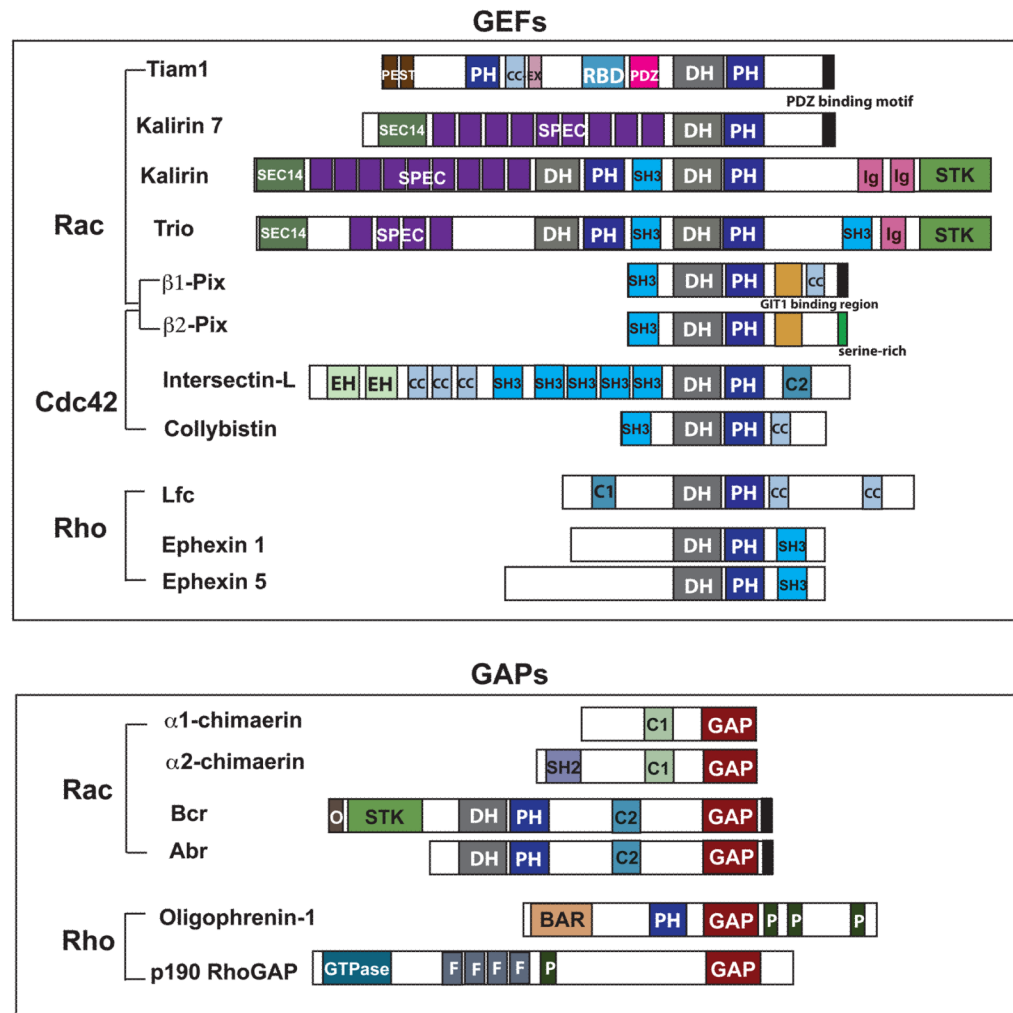 GEFs
Rac
Tiam1
PEST PH CC-EX RBD PDZ DH PH
PDZ binding motif
Kalirin 7
SEC14 SPEC DH PH
Kalirin
SEC14 SPEC DH PH SH3 DH PH Ig Ig STK
Trio
SEC14 SPEC DH PH SH3 DH PH SH3 Ig STK
β1-Pix
SH3 DH PH CC
GIT1 binding region
β2-Pix
SH3 DH PH
serine-rich
Cdc42
Intersectin-L
EH EH CC CC CC SH3 SH3 SH3 SH3 SH3 DH PH C2
Collybistin
SH3 DH PH CC
Rho
Lfc
C1 DH PH CC CC
Ephexin 1
DH PH SH3
Ephexin 5
DH PH SH3
GAPs
Rac
α1-chimaerin
C1 GAP
α2-chimaerin
SH2 C1 GAP
Bcr
O STK DH PH C2 GAP
Abr
DH PH C2 GAP
Rho
Oligophrenin-1
BAR PH GAP P P P
p190 RhoGAP
GTPase F F F F P GAP